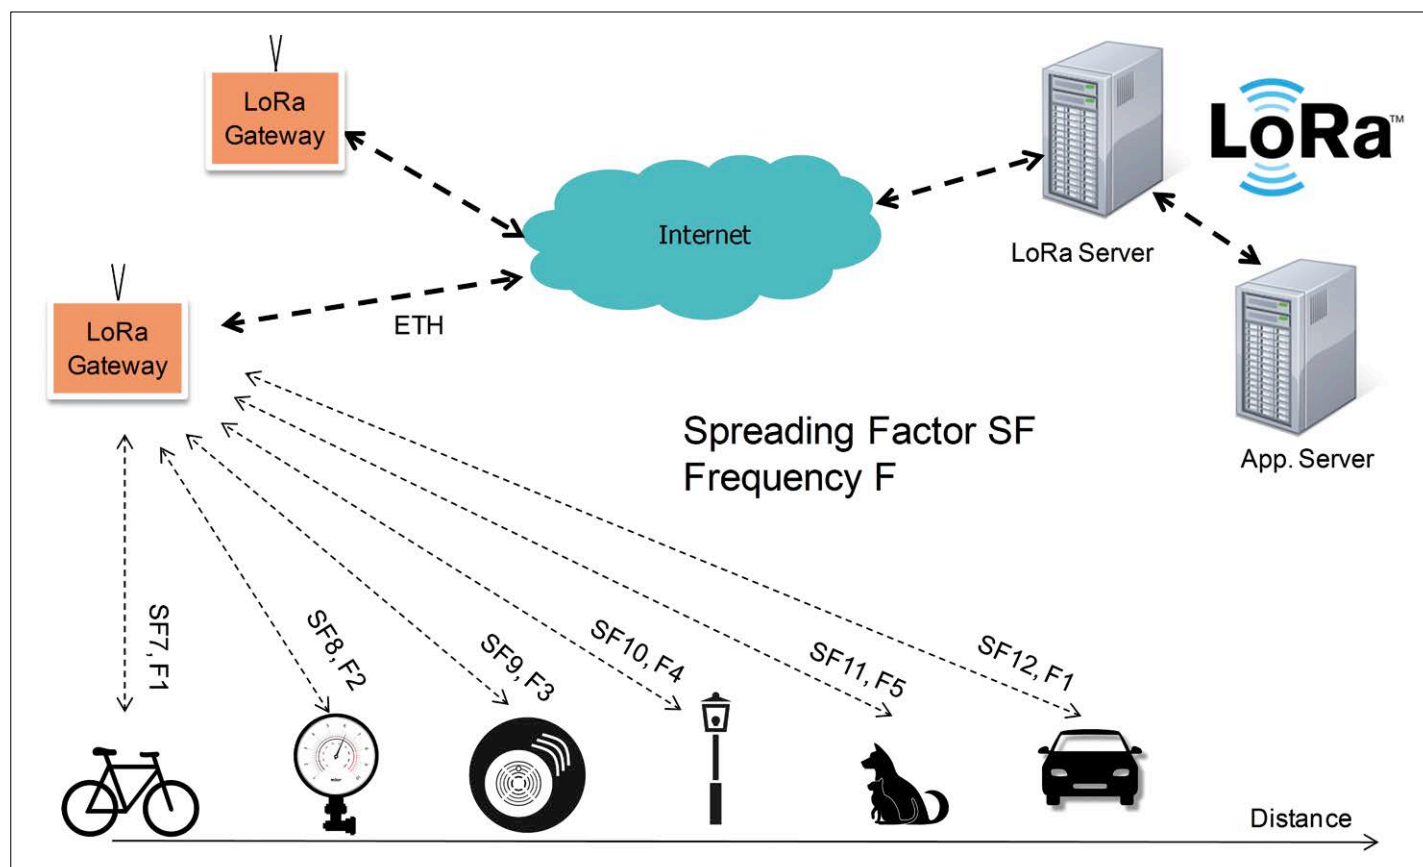 LoRa
Gateway
LoRa™
Internet
LoRa Server
LoRa
Gateway
ETH
Spreading Factor SF
Frequency F
App. Server
SF7, F1
SF8, F2
SF9, F3
SF10, F4
SF11, F5
SF12, F1
Distance